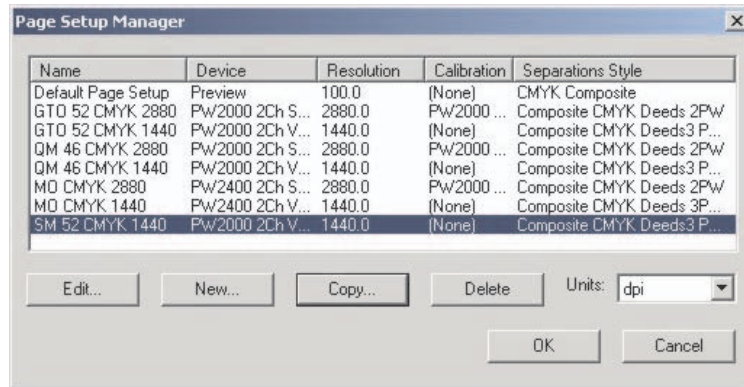 Page Setup Manager
Name Device Resolution Calibration Separations Style
Default Page Setup Preview 100.0 (None) CMYK Composite
GTO 52 CMYK 2880 PW2000 2Ch S... 2880.0 PW2000 ... Composite CMYK Deeds 2PW
GTO 52 CMYK 1440 PW2000 2Ch V... 1440.0 (None) Composite CMYK Deeds3 P...
QM 46 CMYK 2880 PW2000 2Ch S... 2880.0 PW2000 ... Composite CMYK Deeds 2PW
QM 46 CMYK 1440 PW2000 2Ch V... 1440.0 (None) Composite CMYK Deeds3 P...
MO CMYK 2880 PW2400 2Ch S... 2880.0 PW2000 ... Composite CMYK Deeds 2PW
MO CMYK 1440 PW2400 2Ch V... 1440.0 (None) Composite CMYK Deeds 3P...
SM 52 CMYK 1440 PW2000 2Ch V... 1440.0 (None) Composite CMYK Deeds3 P...
Edit... New... Copy... Delete Units: dpi
OK Cancel